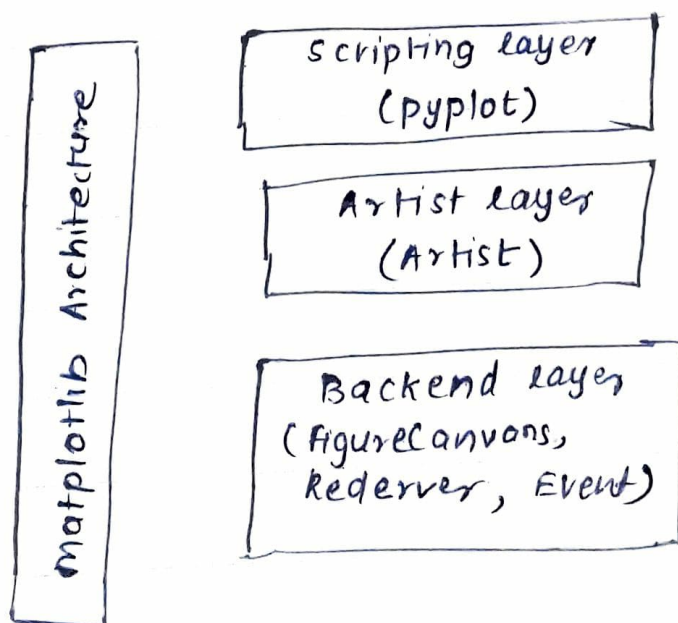 Matplotlib Architecture
Scripting layer
(pyplot)
Artist layer
(Artist)
Backend layer
(FigureCanvans,
Rederver, Event)